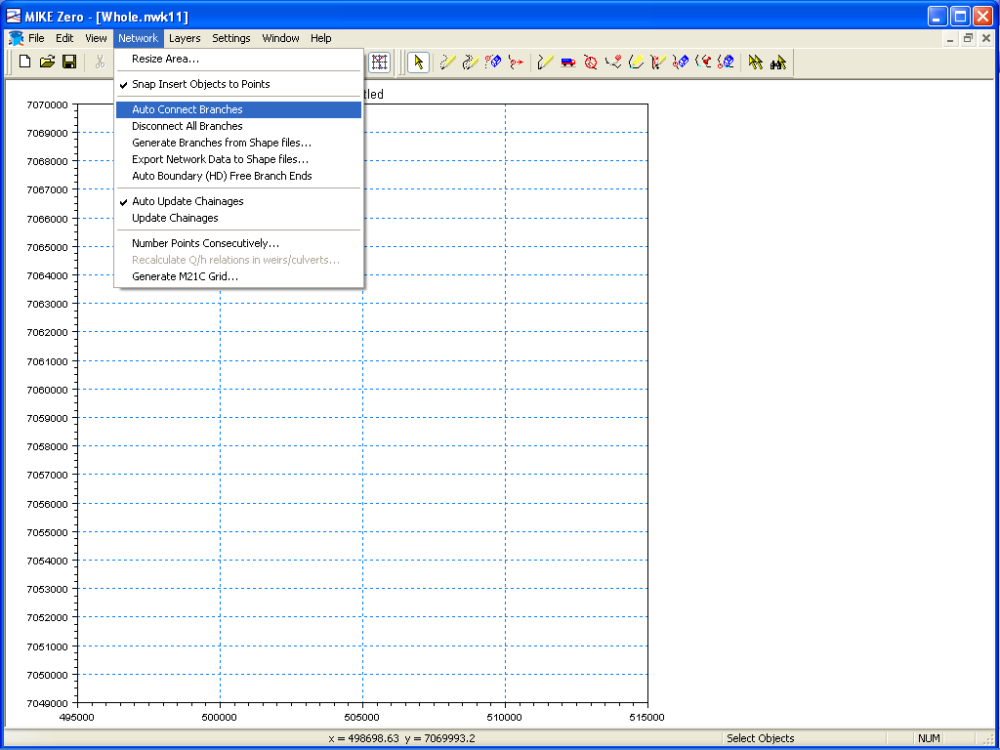 MIKE Zero - [Whole.nwk11]
File Edit View Network Layers Settings Window Help
Resize Area...
Snap Insert Objects to Points
Auto Connect Branches
Disconnect All Branches
Generate Branches from Shape files...
Export Network Data to Shape files...
Auto Boundary (HD) Free Branch Ends
Auto Update Chainages
Update Chainages
Number Points Consecutively...
Recalculate Q/h relations in weirs/culverts...
Generate M21C Grid...
tled
7070000
7069000
7068000
7067000
7066000
7065000
7064000
7063000
7062000
7061000
7060000
7059000
7058000
7057000
7056000
7055000
7054000
7053000
7052000
7051000
7050000
7049000
495000 500000 505000 510000 515000
x = 498698.63 y = 7069993.2 Select Objects NUM